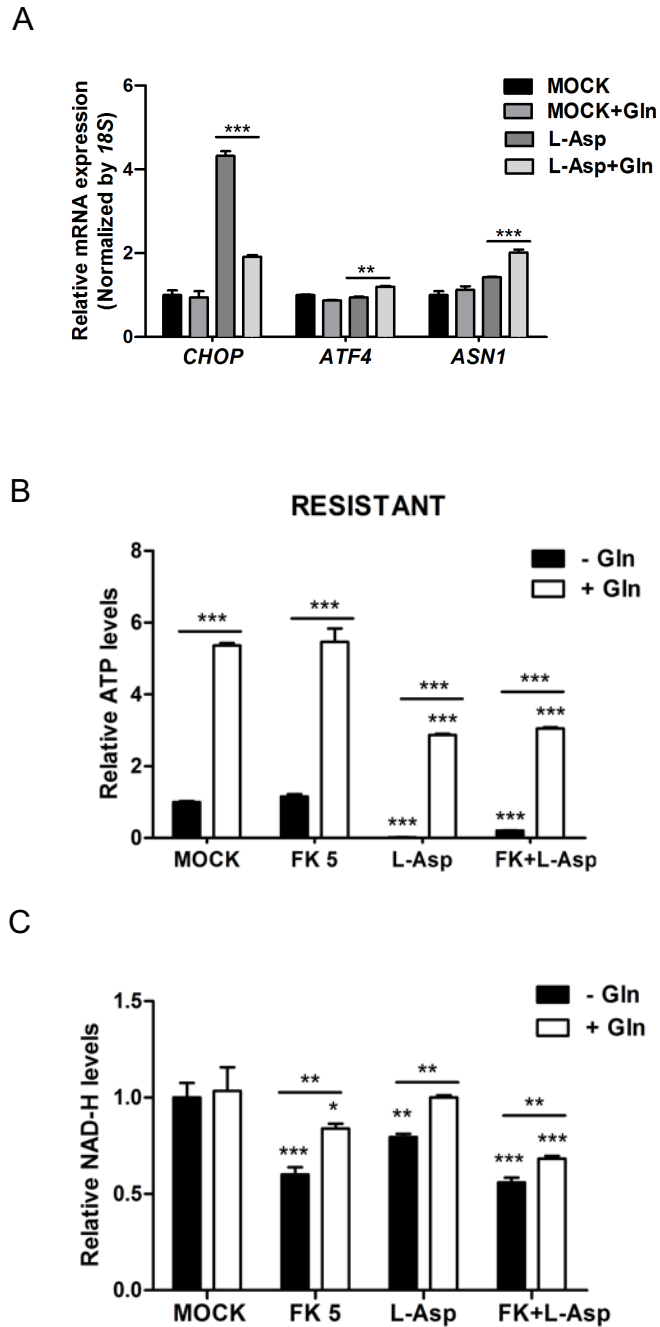 A
Relative mRNA expression
(Normalized by 18S)
6
4
2
0
***
**
***
MOCK
MOCK+Gln
L-Asp
L-Asp+Gln
CHOP ATF4 ASN1
B
RESISTANT
Relative ATP levels
8
6
4
2
0
- Gln
+ Gln
*** *** *** ***
*** *** *** ***
MOCK FK 5 L-Asp FK+L-Asp
C
Relative NAD-H levels
1.5
1.0
0.5
0.0
- Gln
+ Gln
** ** **
*** * ** *** ***
MOCK FK 5 L-Asp FK+L-Asp